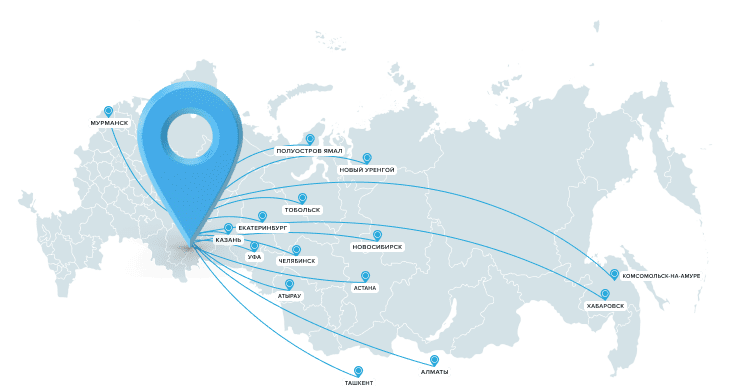 МУРМАНСК
ПОЛУОСТРОВ ЯМАЛ
НОВЫЙ УРЕНГОЙ
ТОБОЛЬСК
ЕКАТЕРИНБУРГ
КАЗАНЬ
НОВОСИБИРСК
УФА
ЧЕЛЯБИНСК
КОМСОМОЛЬСК-НА-АМУРЕ
АСТАНА
АТЫРАУ
ХАБАРОВСК
АЛМАТЫ
ТАШКЕНТ